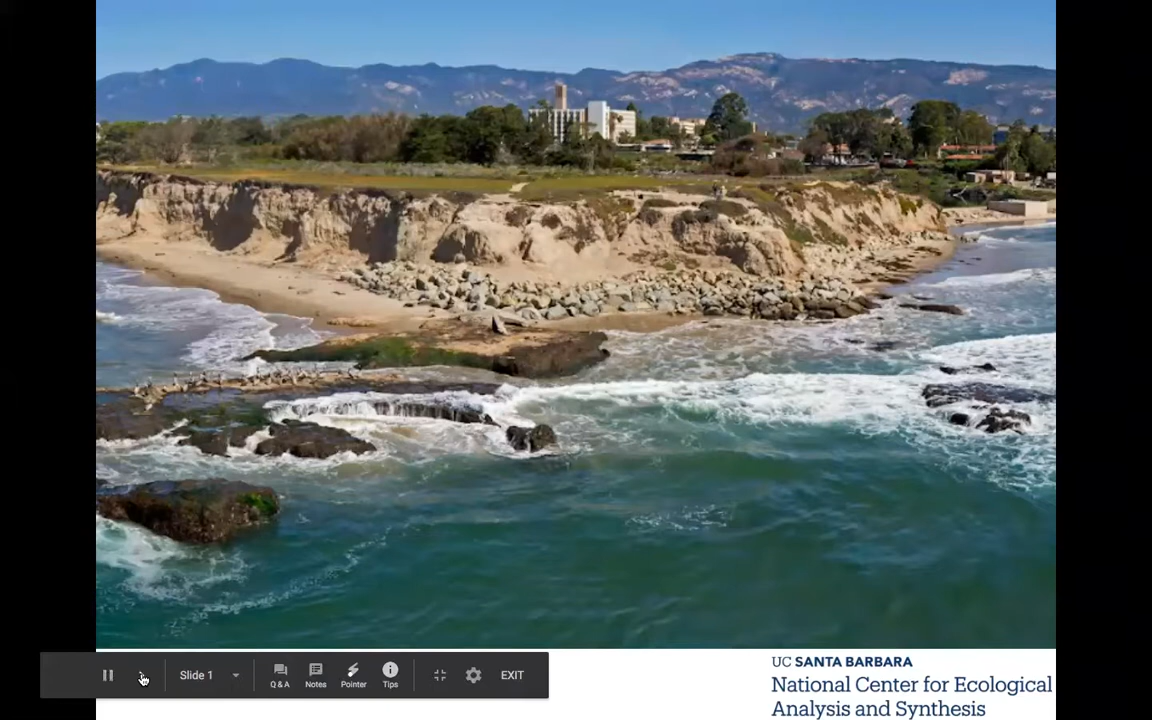 Slide 1
Q & A
Notes
Pointer
Tips
EXIT
UC SANTA BARBARA
National Center for Ecological
Analysis and Synthesis